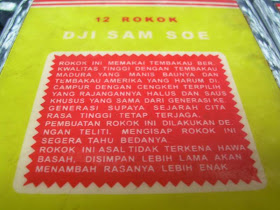 12 ROKOK
DJI SAM SOE
ROKOK INI MEMAKAI TEMBAKAU BER.
KWALITAS TINGGI DENGAN TEMBAKAU
MADURA YANG MANIS BAUNYA DAN
TEMBAKAU AMERIKA YANG HARUM DI.
CAMPUR DENGAN CENGKEH TERPILIH
YANG RAJANGANNYA HALUS DAN SAUS
KHUSUS YANG SAMA DARI GENERASI KE.
GENERASI SUPAYA SEJARAH CITA
RASA TINGGI TETAP TERJAGA.
PEMBUATAN ROKOK INI DILAKUKAN DE.
NGAN TELITI. MENGISAP ROKOK INI
SEGERA TAHU BEDANYA.
ROKOK INI ASAL TIDAK TERKENA HAWA
BASAH, DISIMPAN LEBIH LAMA AKAN
MENAMBAH RASANYA LEBIH ENAK.